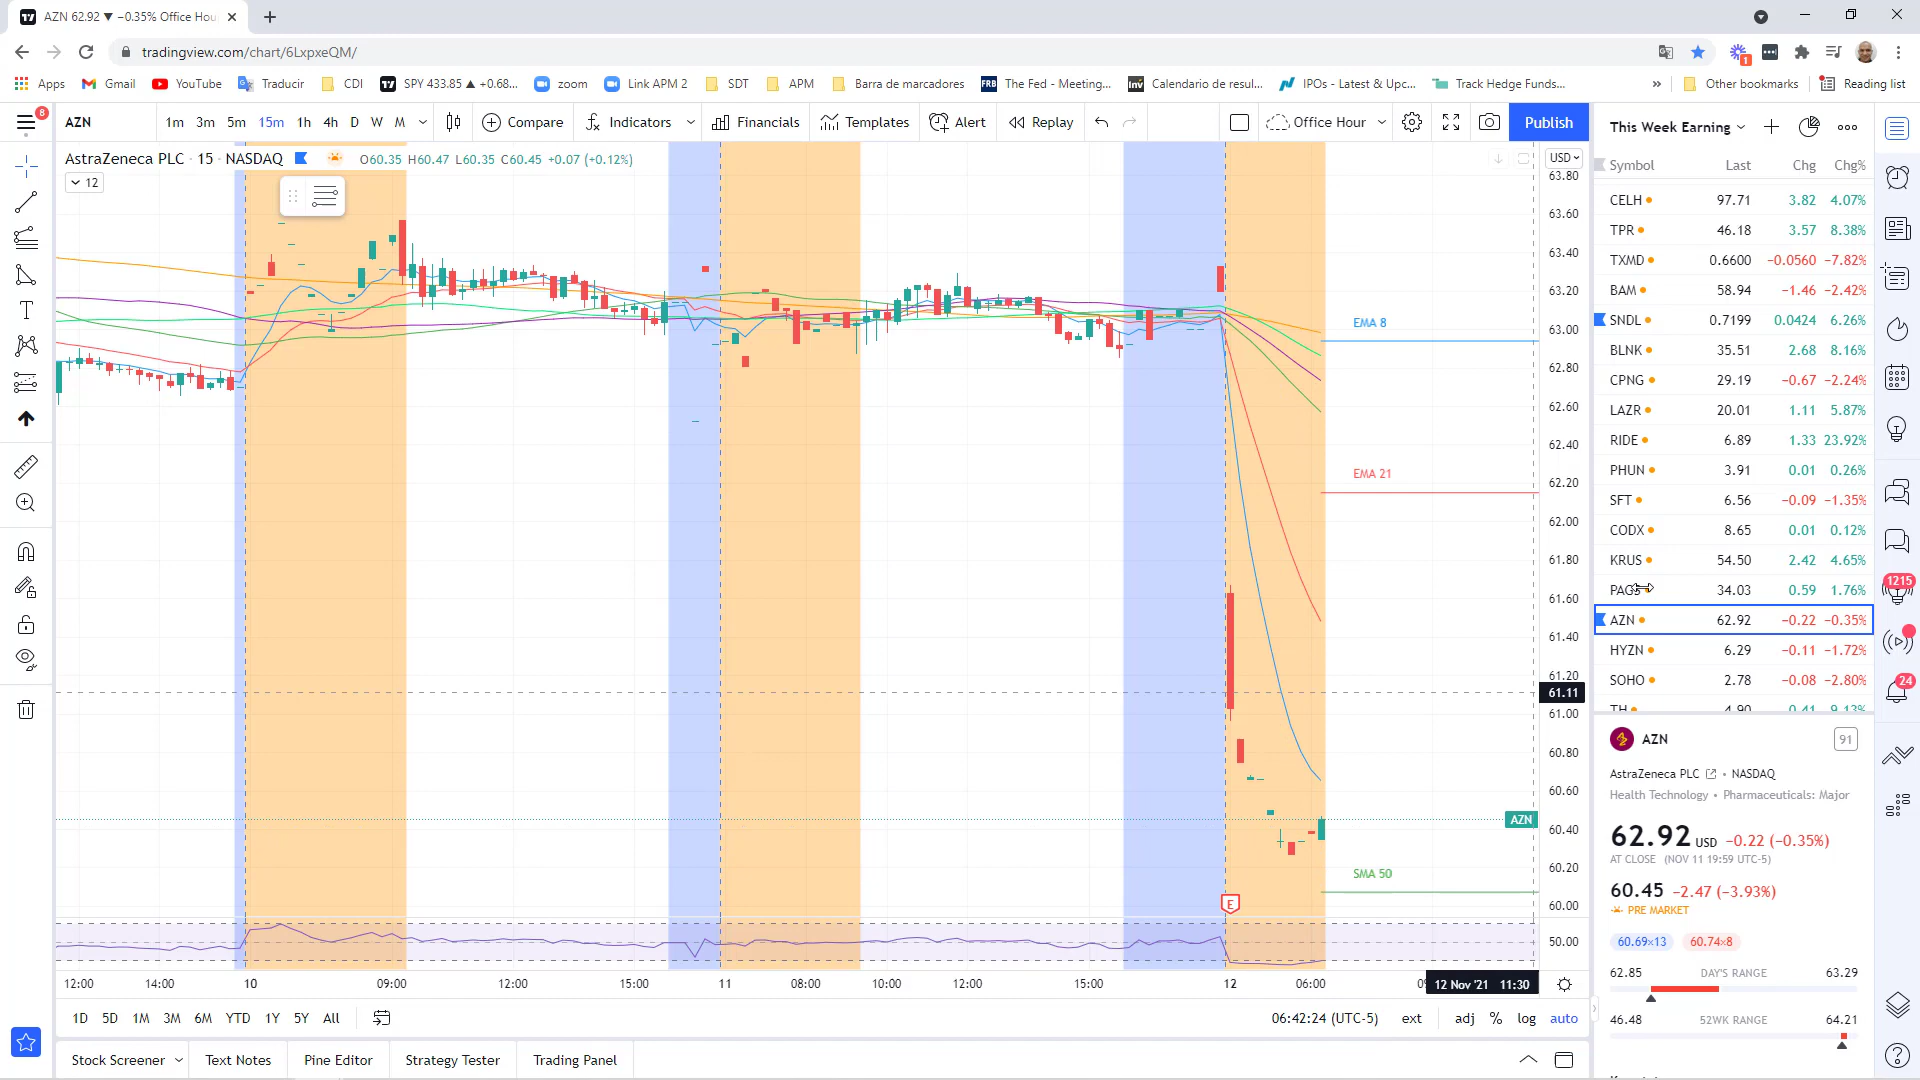 AZN 62.92 ▼ −0.35% Office Hou
tradingview.com/chart/6LxpxeQM/
Apps Gmail YouTube Traducir CDI SPY 433.85 ▲ +0.68... zoom Link APM 2 SDT APM Barra de marcadores The Fed - Meeting... Calendario de resul... IPOs - Latest & Upc... Track Hedge Funds... » Other bookmarks Reading list
AZN 1m 3m 5m 15m 1h 4h D W M Compare Indicators Financials Templates Alert Replay Office Hour Publish
AstraZeneca PLC · 15 · NASDAQ O60.35 H60.47 L60.35 C60.45 +0.07 (+0.12%)
12
USD
63.80
63.60
63.40
63.20
63.00
62.80
62.60
62.40
62.20
62.00
61.80
61.60
61.40
61.20
61.11
61.00
60.80
60.60
60.40
60.20
60.00
50.00
EMA 8
EMA 21
AZN
SMA 50
E
12:00 14:00 10 09:00 12:00 15:00 11 08:00 10:00 12:00 15:00 12 06:00 12 Nov '21 11:30
1D 5D 1M 3M 6M YTD 1Y 5Y All 06:42:24 (UTC-5) ext adj % log auto
Stock Screener Text Notes Pine Editor Strategy Tester Trading Panel
This Week Earning
Symbol Last Chg Chg%
CELH 97.71 3.82 4.07%
TPR 46.18 3.57 8.38%
TXMD 0.6600 −0.0560 −7.82%
BAM 58.94 −1.46 −2.42%
SNDL 0.7199 0.0424 6.26%
BLNK 35.51 2.68 8.16%
CPNG 29.19 −0.67 −2.24%
LAZR 20.01 1.11 5.87%
RIDE 6.89 1.33 23.92%
PHUN 3.91 0.01 0.26%
SFT 6.56 −0.09 −1.35%
CODX 8.65 0.01 0.12%
KRUS 54.50 2.42 4.65%
PAGS 34.03 0.59 1.76%
AZN 62.92 −0.22 −0.35%
HYZN 6.29 −0.11 −1.72%
SOHO 2.78 −0.08 −2.80%
TH 4.90 0.41 9.13%
AZN 91
AstraZeneca PLC • NASDAQ
Health Technology • Pharmaceuticals: Major
62.92 USD −0.22 (−0.35%)
AT CLOSE (NOV 11 19:59 UTC-5)
60.45 −2.47 (−3.93%)
PRE MARKET
60.69×13 60.74×8
62.85 DAY'S RANGE 63.29
46.48 52WK RANGE 64.21
8
1
1215
24